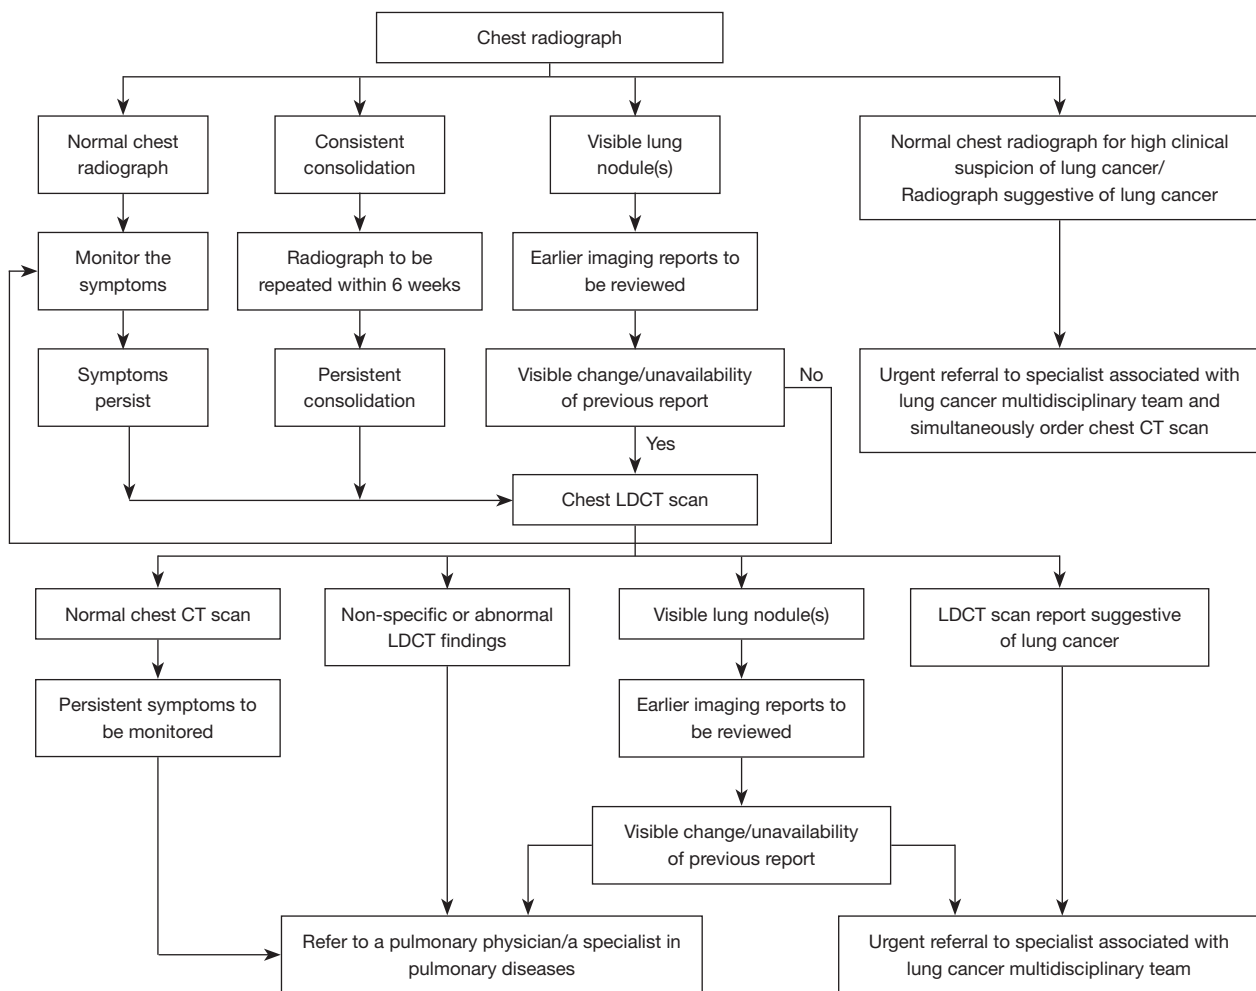 Chest radiograph
Normal chest
radiograph
Consistent
consolidation
Visible lung
nodule(s)
Normal chest radiograph for high clinical
suspicion of lung cancer/
Radiograph suggestive of lung cancer
Monitor the
symptoms
Radiograph to be
repeated within 6 weeks
Earlier imaging reports to
be reviewed
Symptoms
persist
Persistent
consolidation
Visible change/unavailability
of previous report
No
Urgent referral to specialist associated with
lung cancer multidisciplinary team and
simultaneously order chest CT scan
Yes
Chest LDCT scan
Normal chest CT scan
Non-specific or abnormal
LDCT findings
Visible lung nodule(s)
LDCT scan report suggestive
of lung cancer
Persistent symptoms to
be monitored
Earlier imaging reports to
be reviewed
Visible change/unavailability
of previous report
Refer to a pulmonary physician/a specialist in
pulmonary diseases
Urgent referral to specialist associated with
lung cancer multidisciplinary team